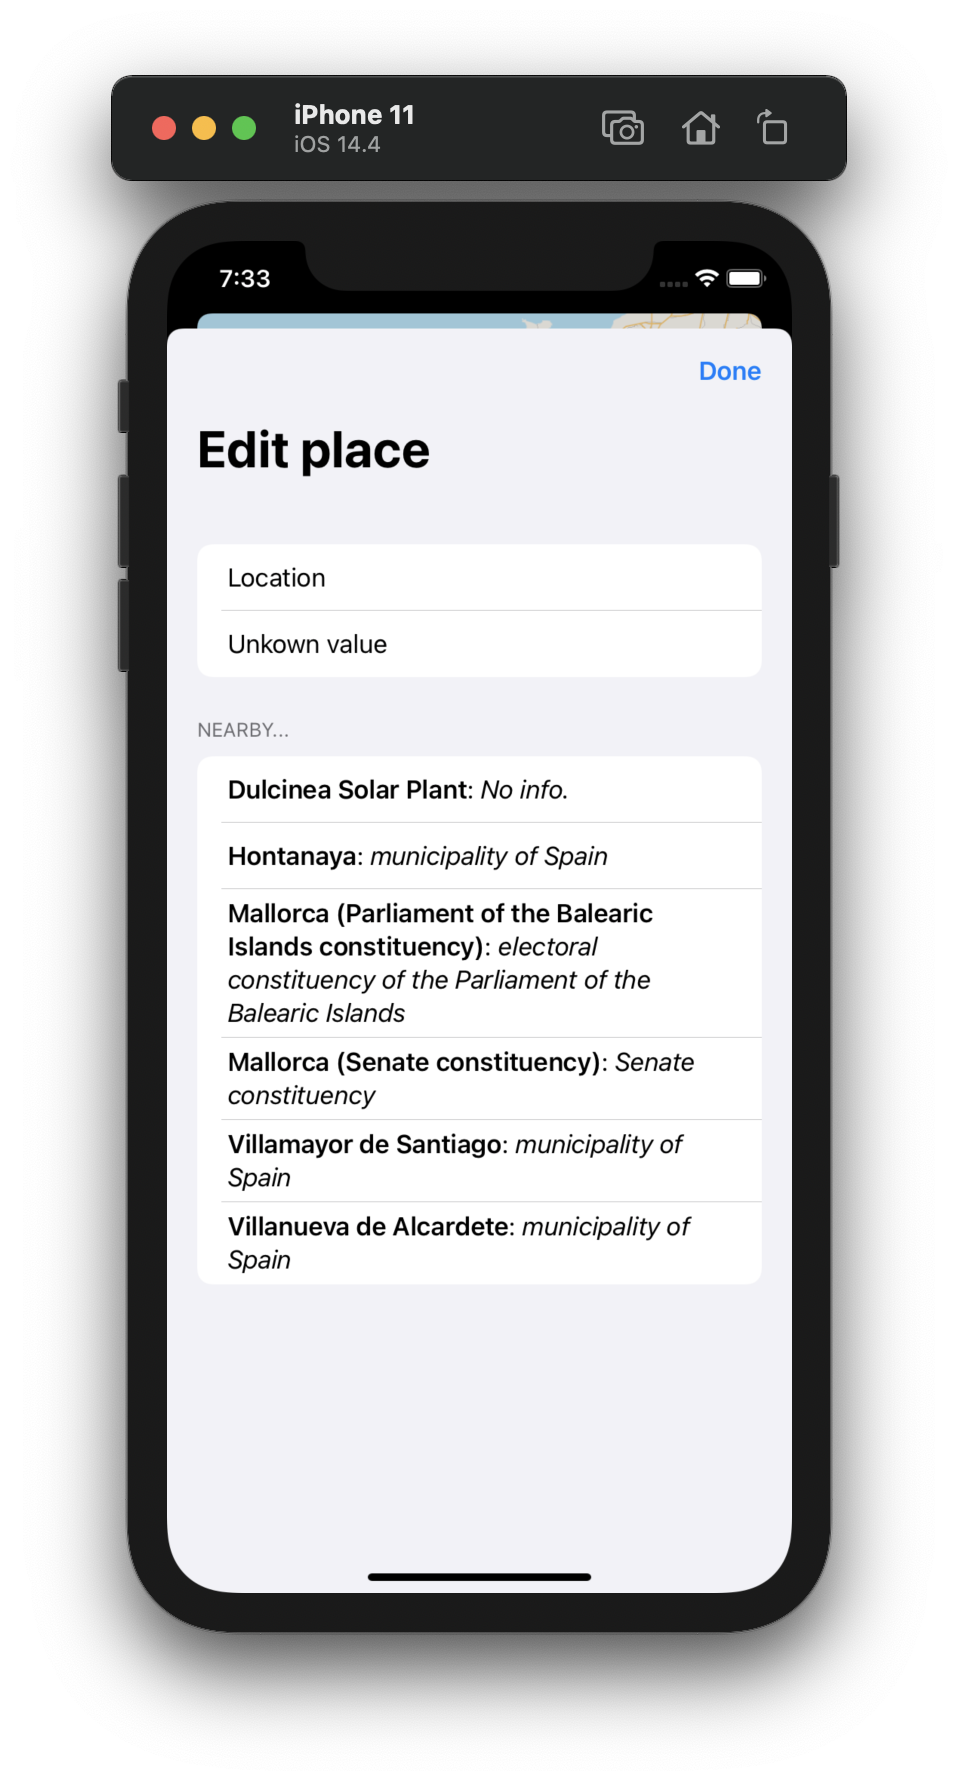 iPhone 11
iOS 14.4
7:33
Done
Edit place
Location
Unkown value
NEARBY...
Dulcinea Solar Plant: No info.
Hontanaya: municipality of Spain
Mallorca (Parliament of the Balearic
Islands constituency): electoral
constituency of the Parliament of the
Balearic Islands
Mallorca (Senate constituency): Senate
constituency
Villamayor de Santiago: municipality of
Spain
Villanueva de Alcardete: municipality of
Spain